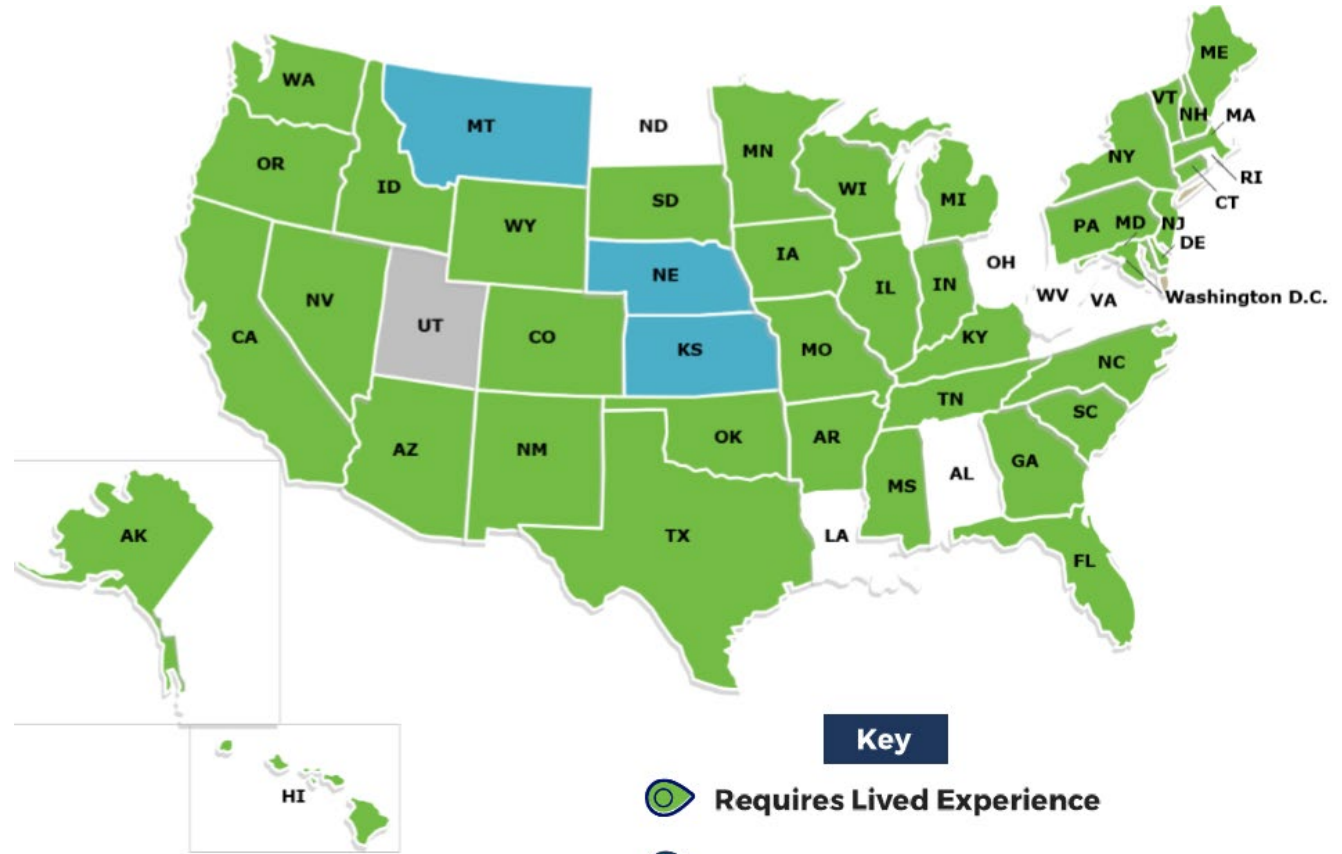 ME
WA
VT
NH
MA
MT
ND
MN
OR
NY
RI
ID
WI
MI
CT
SD
WY
PA
MD
NJ
DE
IA
OH
NE
IL
IN
WV
VA
Washington D.C.
NV
UT
CO
CA
KS
MO
KY
NC
TN
SC
AZ
NM
OK
AR
GA
MS
AL
AK
TX
LA
FL
Key
HI
Requires Lived Experience